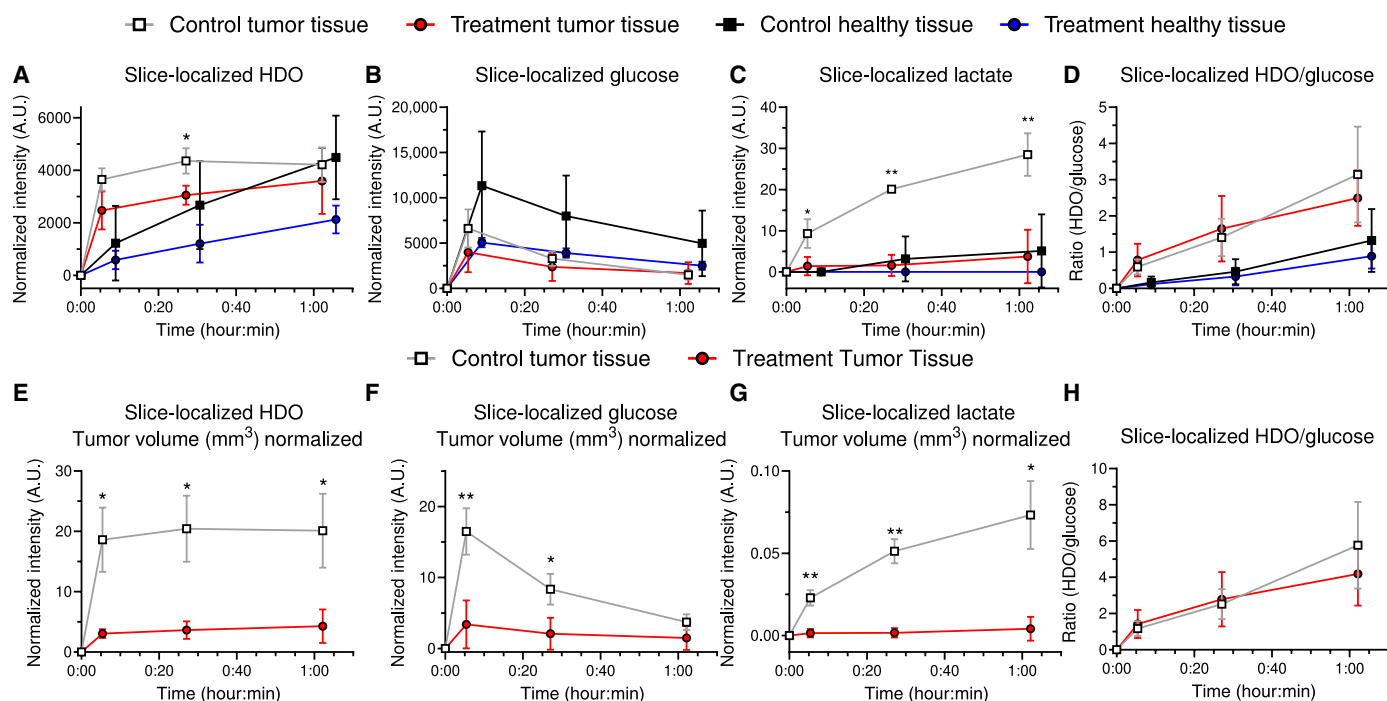 Control tumor tissue Treatment tumor tissue Control healthy tissue Treatment healthy tissue
A Slice-localized HDO
Normalized intensity (A.U.)
6000
4000
2000
0
*
0:00 0:20 0:40 1:00
Time (hour:min)
B Slice-localized glucose
Normalized intensity (A.U.)
20,000
15,000
10,000
5000
0
0:00 0:20 0:40 1:00
Time (hour:min)
C Slice-localized lactate
Normalized intensity (A.U.)
40
30
20
10
0
* ** **
0:00 0:20 0:40 1:00
Time (hour:min)
D Slice-localized HDO/glucose
Ratio (HDO/glucose)
5
4
3
2
1
0
0:00 0:20 0:40 1:00
Time (hour:min)
Control tumor tissue Treatment Tumor Tissue
E Slice-localized HDO
Tumor volume (mm³) normalized
Normalized intensity (A.U.)
30
20
10
0
* * *
0:00 0:20 0:40 1:00
Time (hour:min)
F Slice-localized glucose
Tumor volume (mm³) normalized
Normalized intensity (A.U.)
20
10
0
** *
0:00 0:20 0:40 1:00
Time (hour:min)
G Slice-localized lactate
Tumor volume (mm³) normalized
Normalized intensity (A.U.)
0.10
0.05
0.00
** ** *
0:00 0:20 0:40 1:00
Time (hour:min)
H Slice-localized HDO/glucose
Ratio (HDO/glucose)
10
8
6
4
2
0
0:00 0:20 0:40 1:00
Time (hour:min)